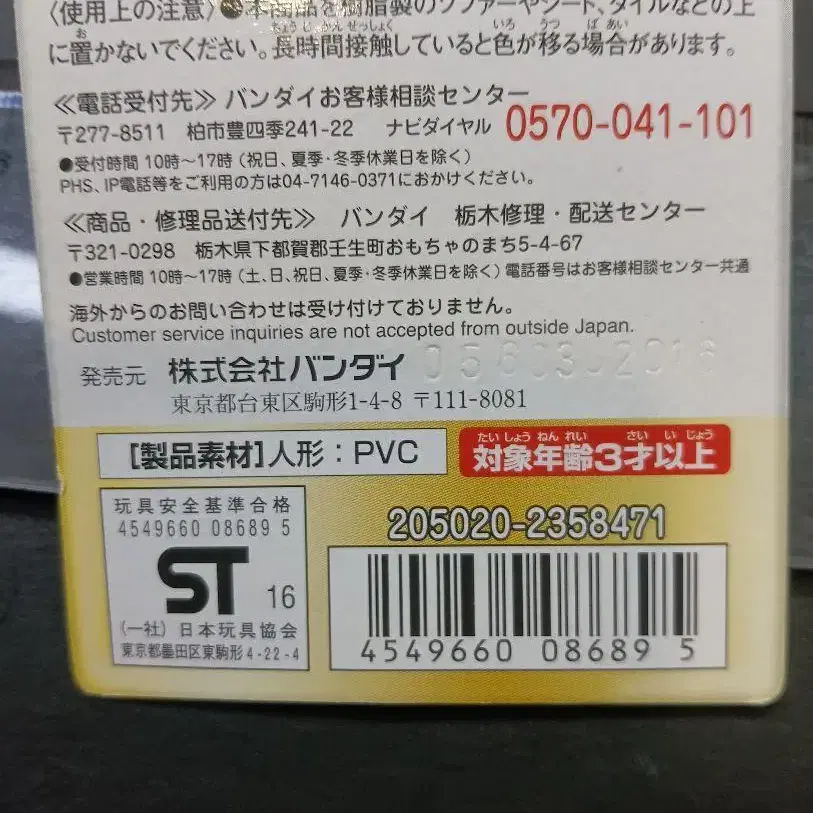 〈使用上の注意〉●本商品を樹脂製のソファーやシート、タイルなどの上
に置かないでください。長時間接触していると色が移る場合があります。
≪電話受付先≫ バンダイお客様相談センター
〒277-8511 柏市豊四季241-22 ナビダイヤル 0570-041-101
●受付時間 10時〜17時（祝日、夏季・冬季休業日を除く）
PHS、IP電話等をご利用の方は04-7146-0371におかけください。
≪商品・修理品送付先≫ バンダイ 栃木修理・配送センター
〒321-0298 栃木県下都賀郡壬生町おもちゃのまち5-4-67
●営業時間 10時〜17時（土、日、祝日、夏季・冬季休業日を除く）電話番号はお客様相談センター共通
海外からのお問い合わせは受け付けておりません。
Customer service inquiries are not accepted from outside Japan.
発売元 株式会社バンダイ
東京都台東区駒形1-4-8 〒111-8081
[製品素材]人形：PVC
たいしょうねんれい さいいじょう
対象年齢3才以上
玩具安全基準合格
4549660 08689 5
ST 16
(一社) 日本玩具協会
東京都墨田区東駒形4-22-4
205020-2358471
4549660 086895